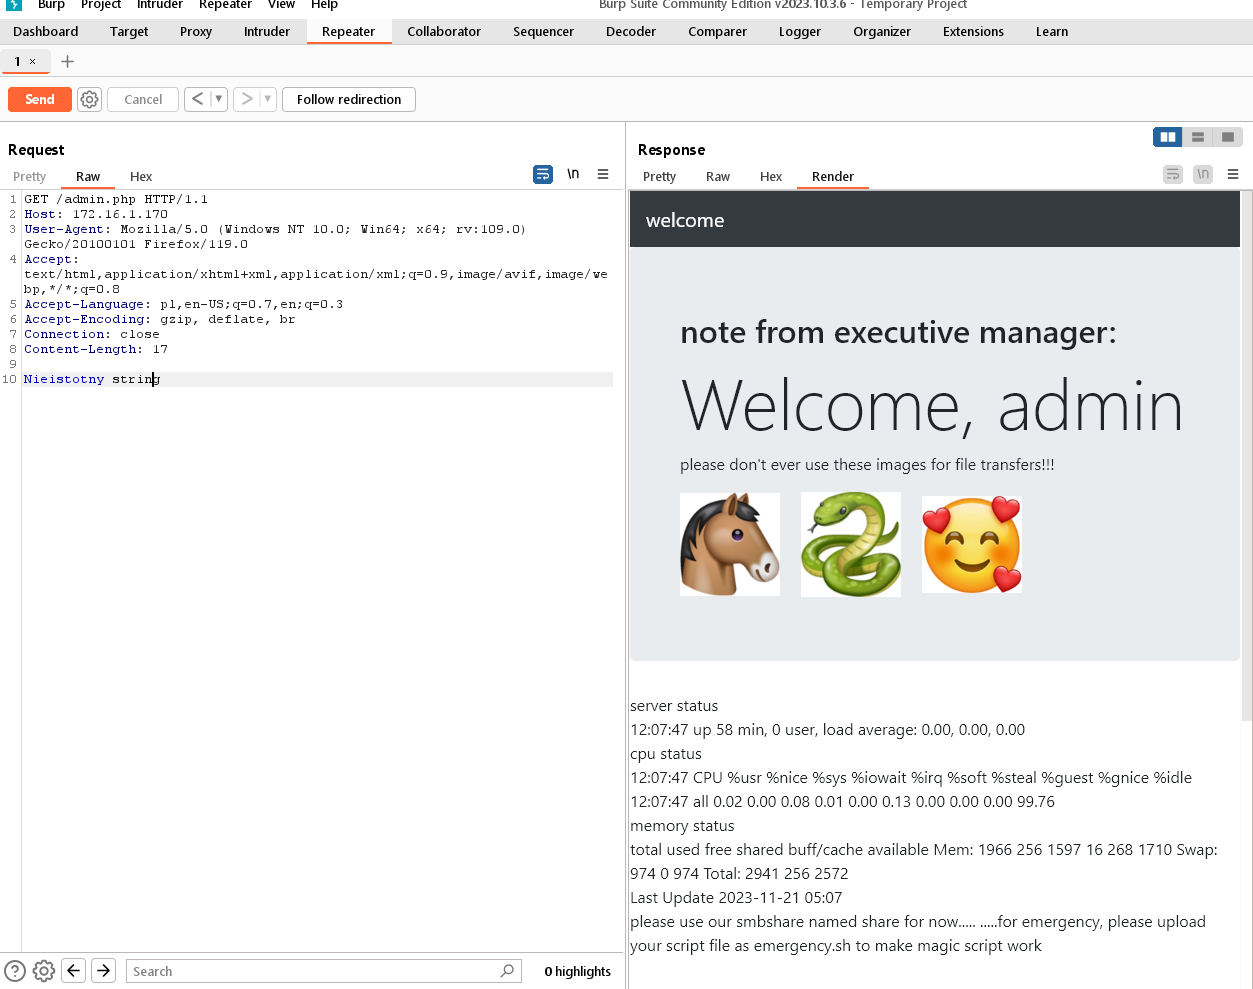 Burp Project Intruder Repeater View Help
Burp Suite Community Edition v2023.10.3.6 - Temporary Project
Dashboard Target Proxy Intruder Repeater Collaborator Sequencer Decoder Comparer Logger Organizer Extensions Learn
1 × +
Send Cancel < > Follow redirection
Request
Pretty Raw Hex
\n
1 GET /admin.php HTTP/1.1
2 Host: 172.16.1.170
3 User-Agent: Mozilla/5.0 (Windows NT 10.0; Win64; x64; rv:109.0)
Gecko/20100101 Firefox/119.0
4 Accept:
text/html,application/xhtml+xml,application/xml;q=0.9,image/avif,image/we
bp,*/*;q=0.8
5 Accept-Language: pl,en-US;q=0.7,en;q=0.3
6 Accept-Encoding: gzip, deflate, br
7 Connection: close
8 Content-Length: 17
9
10 Nieistotny string
Search
0 highlights
Response
Pretty Raw Hex Render
\n
welcome
note from executive manager:
Welcome, admin
please don't ever use these images for file transfers!!!
server status
12:07:47 up 58 min, 0 user, load average: 0.00, 0.00, 0.00
cpu status
12:07:47 CPU %usr %nice %sys %iowait %irq %soft %steal %guest %gnice %idle
12:07:47 all 0.02 0.00 0.08 0.01 0.00 0.13 0.00 0.00 0.00 99.76
memory status
total used free shared buff/cache available Mem: 1966 256 1597 16 268 1710 Swap:
974 0 974 Total: 2941 256 2572
Last Update 2023-11-21 05:07
please use our smbshare named share for now..... .....for emergency, please upload
your script file as emergency.sh to make magic script work